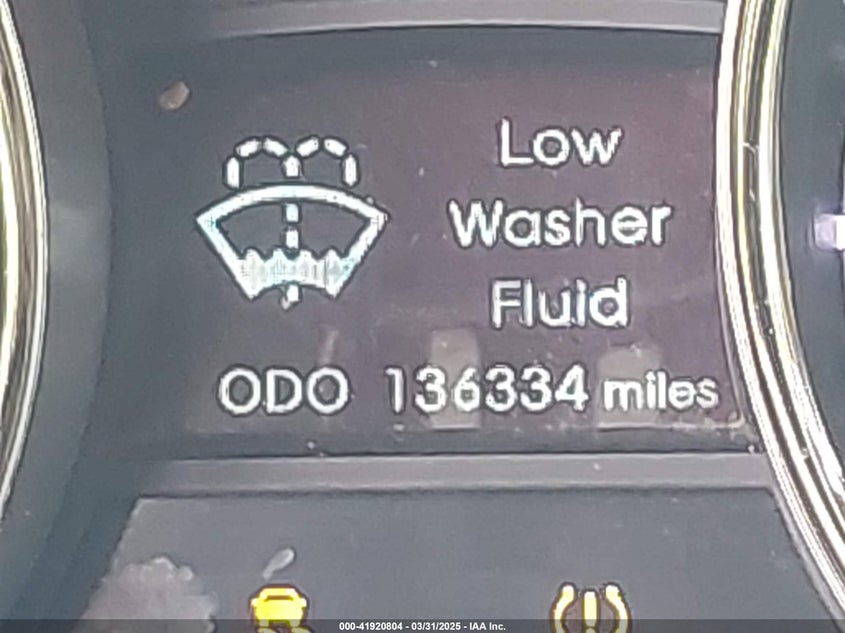 Low
Washer
Fluid
ODO 136334 miles
000-41920804 - 03/31/2025 - IAA Inc.